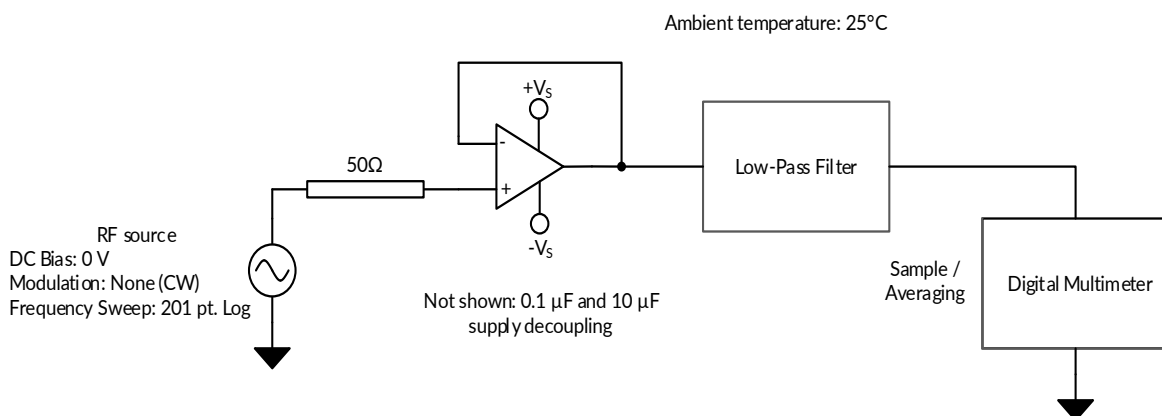 Ambient temperature: 25°C
+VS
-
50Ω
+
Low-Pass Filter
-VS
RF source
DC Bias: 0 V
Modulation: None (CW)
Frequency Sweep: 201 pt. Log
Not shown: 0.1 µF and 10 µF
supply decoupling
Sample /
Averaging
Digital Multimeter